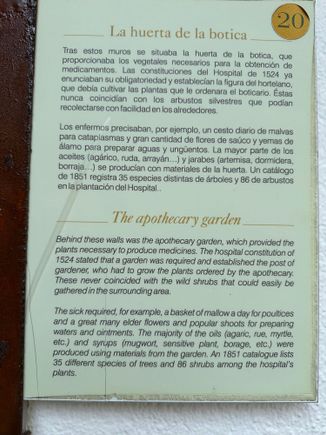 20
La huerta de la botica
Tras estos muros se situaba la huerta de la botica, que
proporcionaba los vegetales necesarios para la obtención de
medicamentos. Las constituciones del Hospital de 1524 ya
enunciaban su obligatoriedad y establecían la figura del hortelano,
que debía cultivar las plantas que le ordenara el boticario. Éstas
nunca coincidían con los arbustos silvestres que podían
recolectarse con facilidad en los alrededores.
Los enfermos precisaban, por ejemplo, un cesto diario de malvas
para cataplasmas y gran cantidad de flores de saúco y yemas de
álamo para preparar aguas y ungüentos. La mayor parte de los
aceites (agárico, ruda, arrayán...) y jarabes (artemisa, dormidera,
borraja...) se producían con materiales de la huerta. Un catálogo
de 1851 registra 35 especies distintas de árboles y 86 de arbustos
en la plantación del Hospital..
The apothecary garden
Behind these walls was the apothecary garden, which provided the
plants necessary to produce medicines. The hospital constitution of
1524 stated that a garden was required and established the post of
gardener, who had to grow the plants ordered by the apothecary.
These never coincided with the wild shrubs that could easily be
gathered in the surrounding area.
The sick required, for example, a basket of mallow a day for poultices
and a great many elder flowers and popular shoots for preparing
waters and ointments. The majority of the oils (agaric, rue, myrtle,
etc.) and syrups (mugwort, sensitive plant, borage, etc.) were
produced using materials from the garden. An 1851 catalogue lists
35 different species of trees and 86 shrubs among the hospital's
plants.